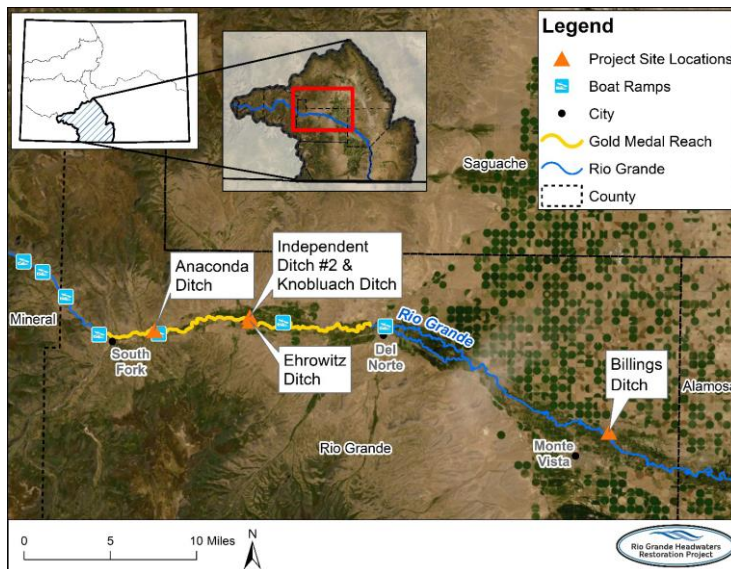 Legend
Project Site Locations
Boat Ramps
City
Gold Medal Reach
Rio Grande
County
Saguache
Independent
Ditch #2 &
Knobluach Ditch
Anaconda
Ditch
Mineral
South
Fork
Ehrowitz
Ditch
Rio Grande
Del
Norte
Billings
Ditch
Alamosa
Monte
Vista
Rio Grande
0 5 10 Miles
N
Rio Grande Headwaters
Restoration Project